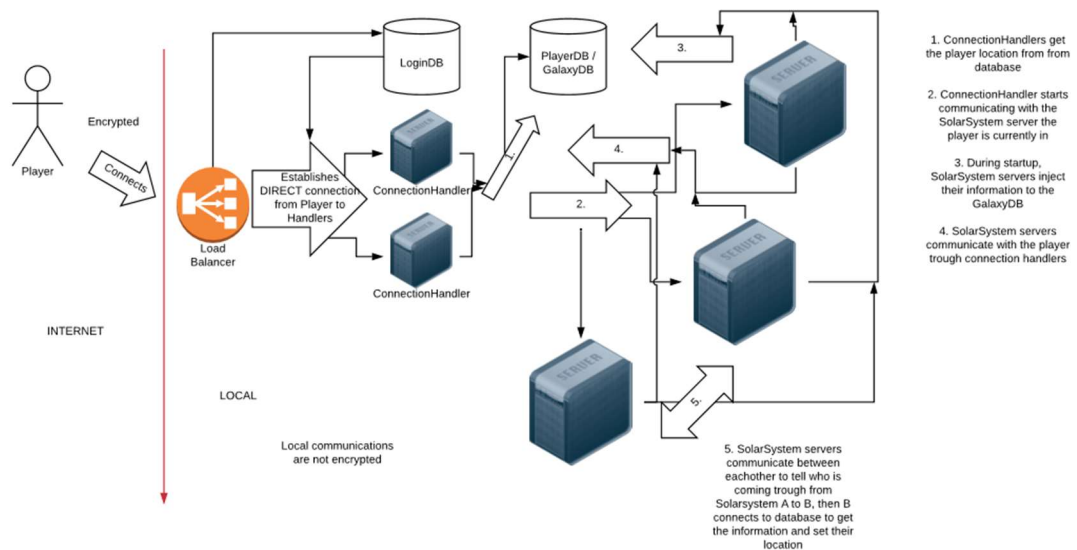 Player
Encrypted
Connects
Load
Balancer
INTERNET
LOCAL
Local communications
are not encrypted
LoginDB
Establishes
DIRECT connection
from Player to
Handlers
SERVER
ConnectionHandler
SERVER
ConnectionHandler
1.
PlayerDB /
GalaxyDB
3.
4.
2.
SERVER
SERVER
SERVER
5.
1. ConnectionHandlers get
the player location from from
database
2. ConnectionHandler starts
communicating with the
SolarSystem server the
player is currently in
3. During startup,
SolarSystem servers inject
their information to the
GalaxyDB
4. SolarSystem servers
communicate with the player
trough connection handlers
5. SolarSystem servers
communicate between
eachother to tell who is
coming trough from
Solarsystem A to B, then B
connects to database to get
the information and set their
location